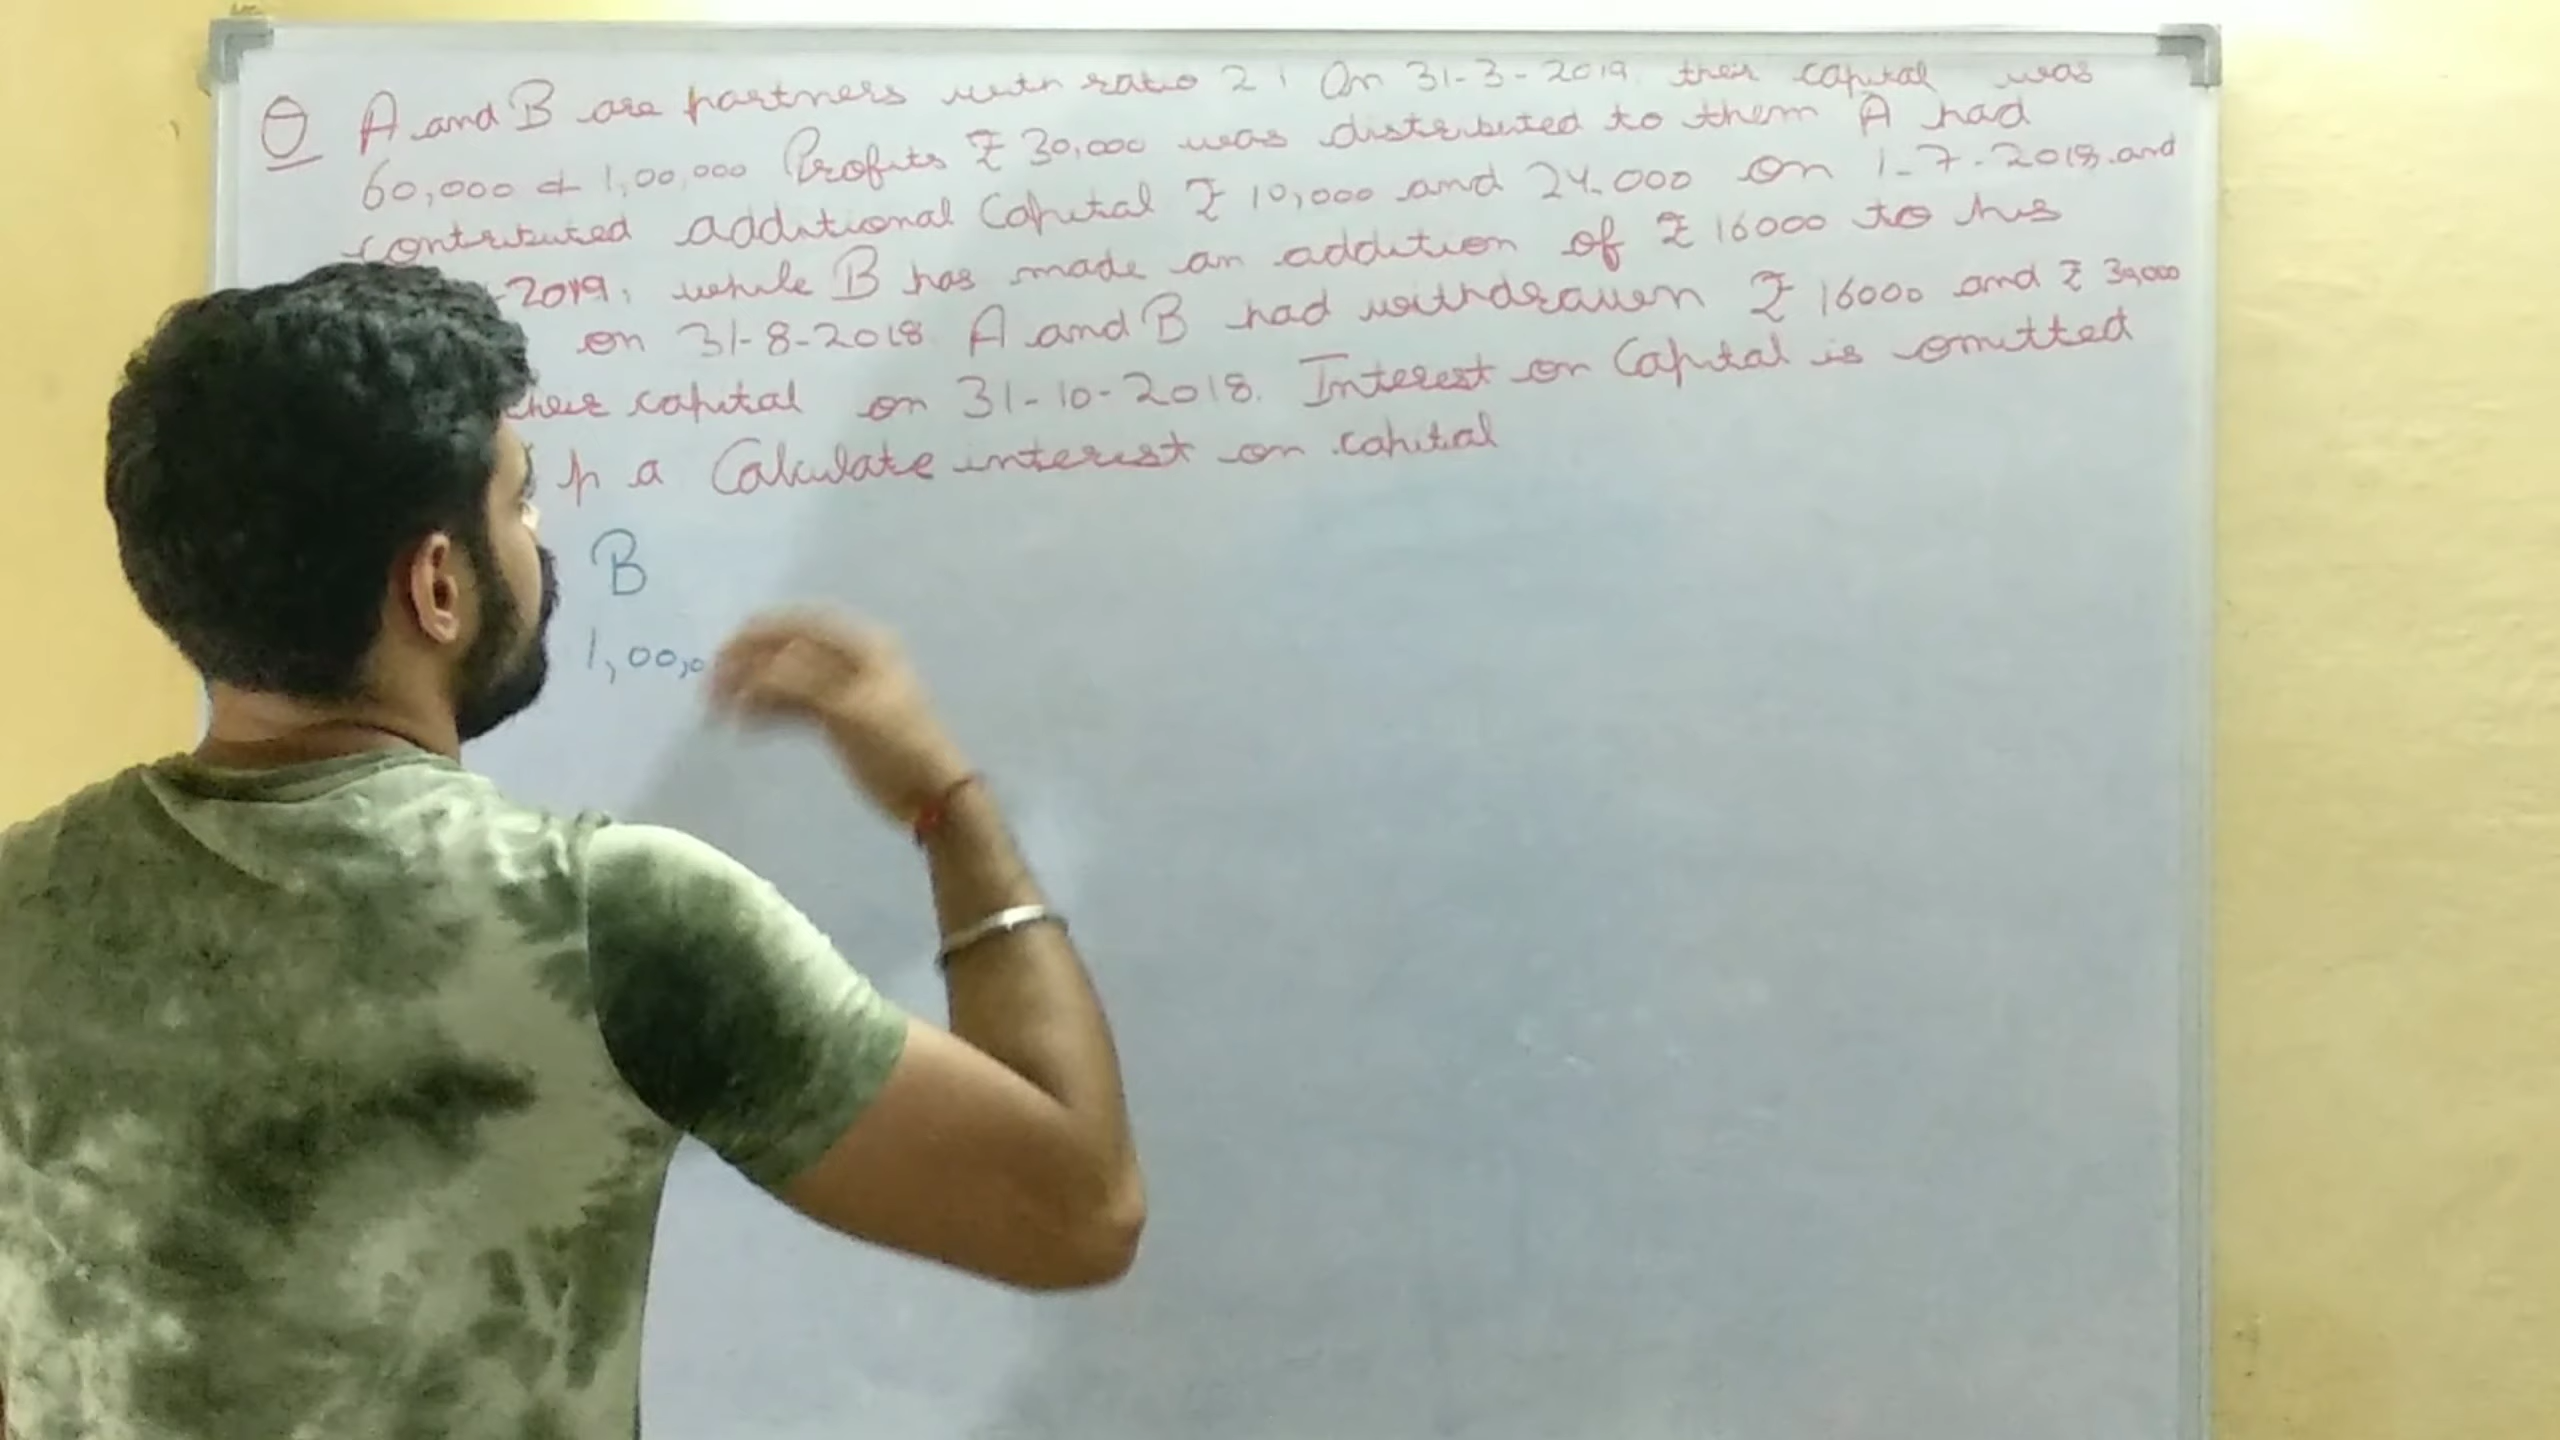 Q A and B are partners with ratio 2:1 On 31-3-2019 their capital was
60,000 & 1,00,000 Profits ₹ 30,000 was distributed to them A had
contributed additional Capital ₹ 10,000 and 24,000 on 1-7-2018, and
-2019, while B has made an addition of ₹ 16000 to his
on 31-8-2018 A and B had withdrawn ₹ 16000 and ₹
their capital on 31-10-2018. Interest on Capital is omitted
p a Calculate interest on capital
B
1,00,0